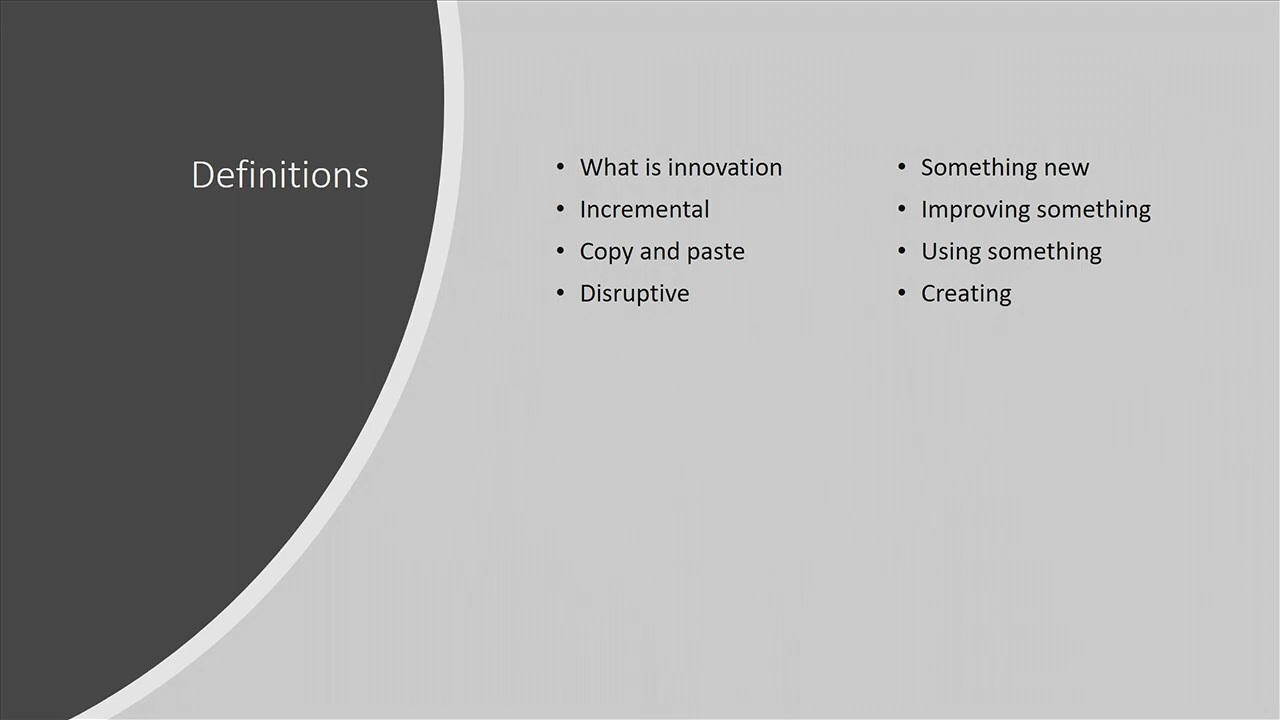 Definitions
• What is innovation
• Incremental
• Copy and paste
• Disruptive
• Something new
• Improving something
• Using something
• Creating